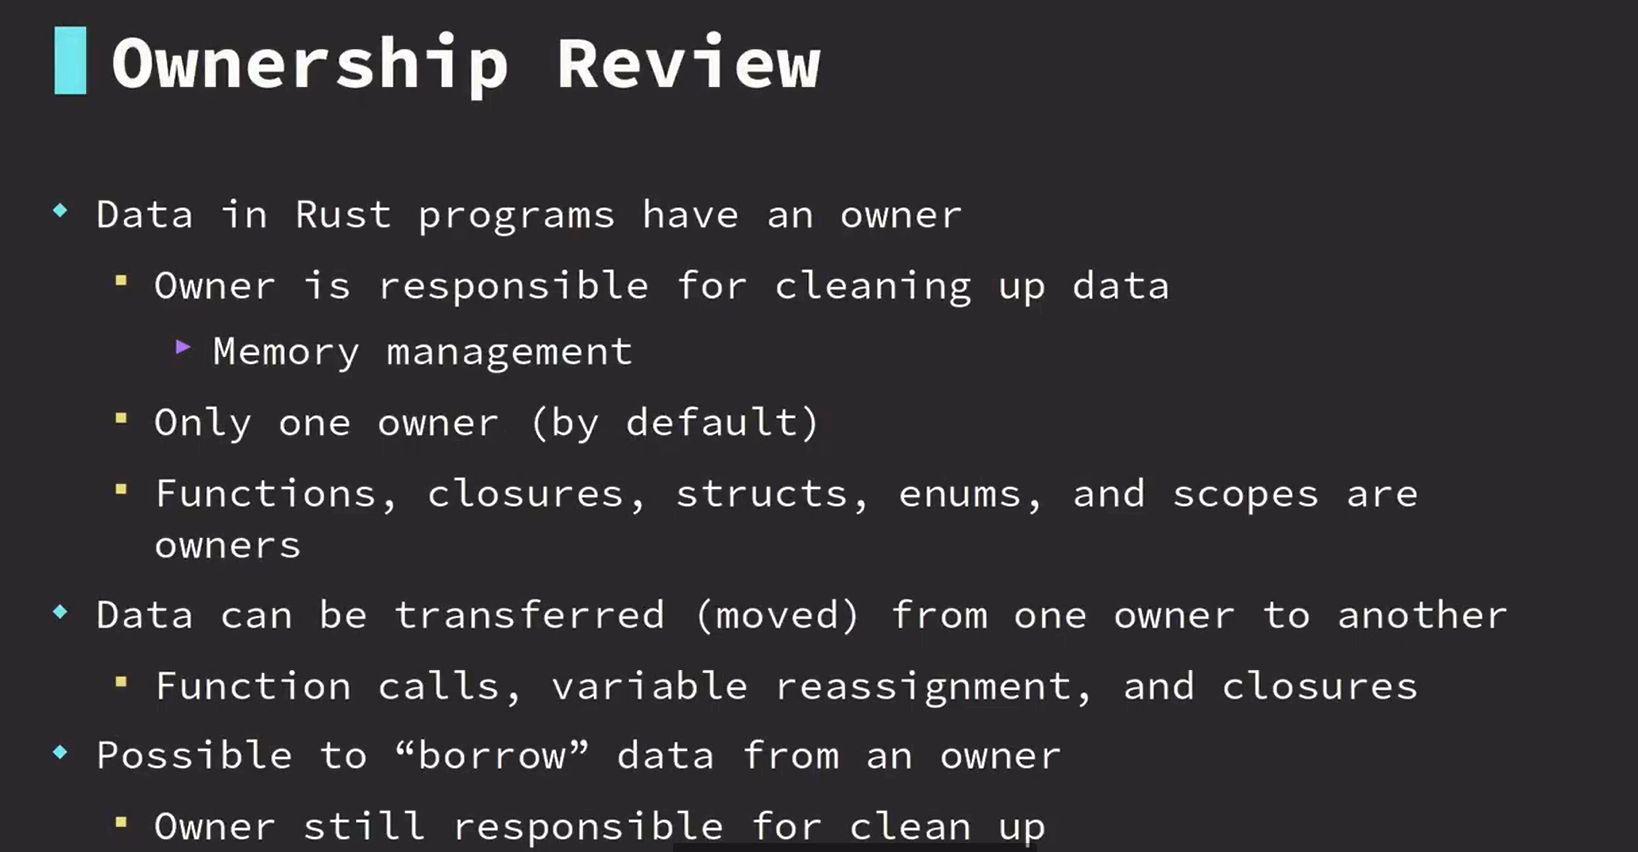 Ownership Review
Data in Rust programs have an owner
Owner is responsible for cleaning up data
Memory management
Only one owner (by default)
Functions, closures, structs, enums, and scopes are
owners
Data can be transferred (moved) from one owner to another
Function calls, variable reassignment, and closures
Possible to “borrow” data from an owner
Owner still responsible for clean up